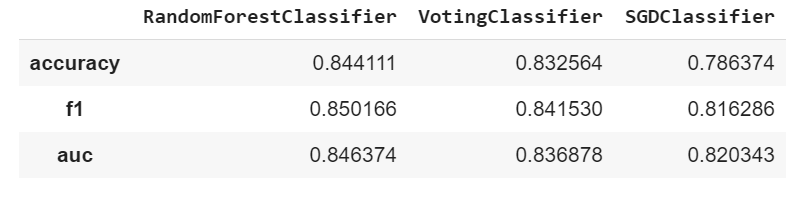 RandomForestClassifier VotingClassifier SGDClassifier
accuracy 0.844111 0.832564 0.786374
f1 0.850166 0.841530 0.816286
auc 0.846374 0.836878 0.820343